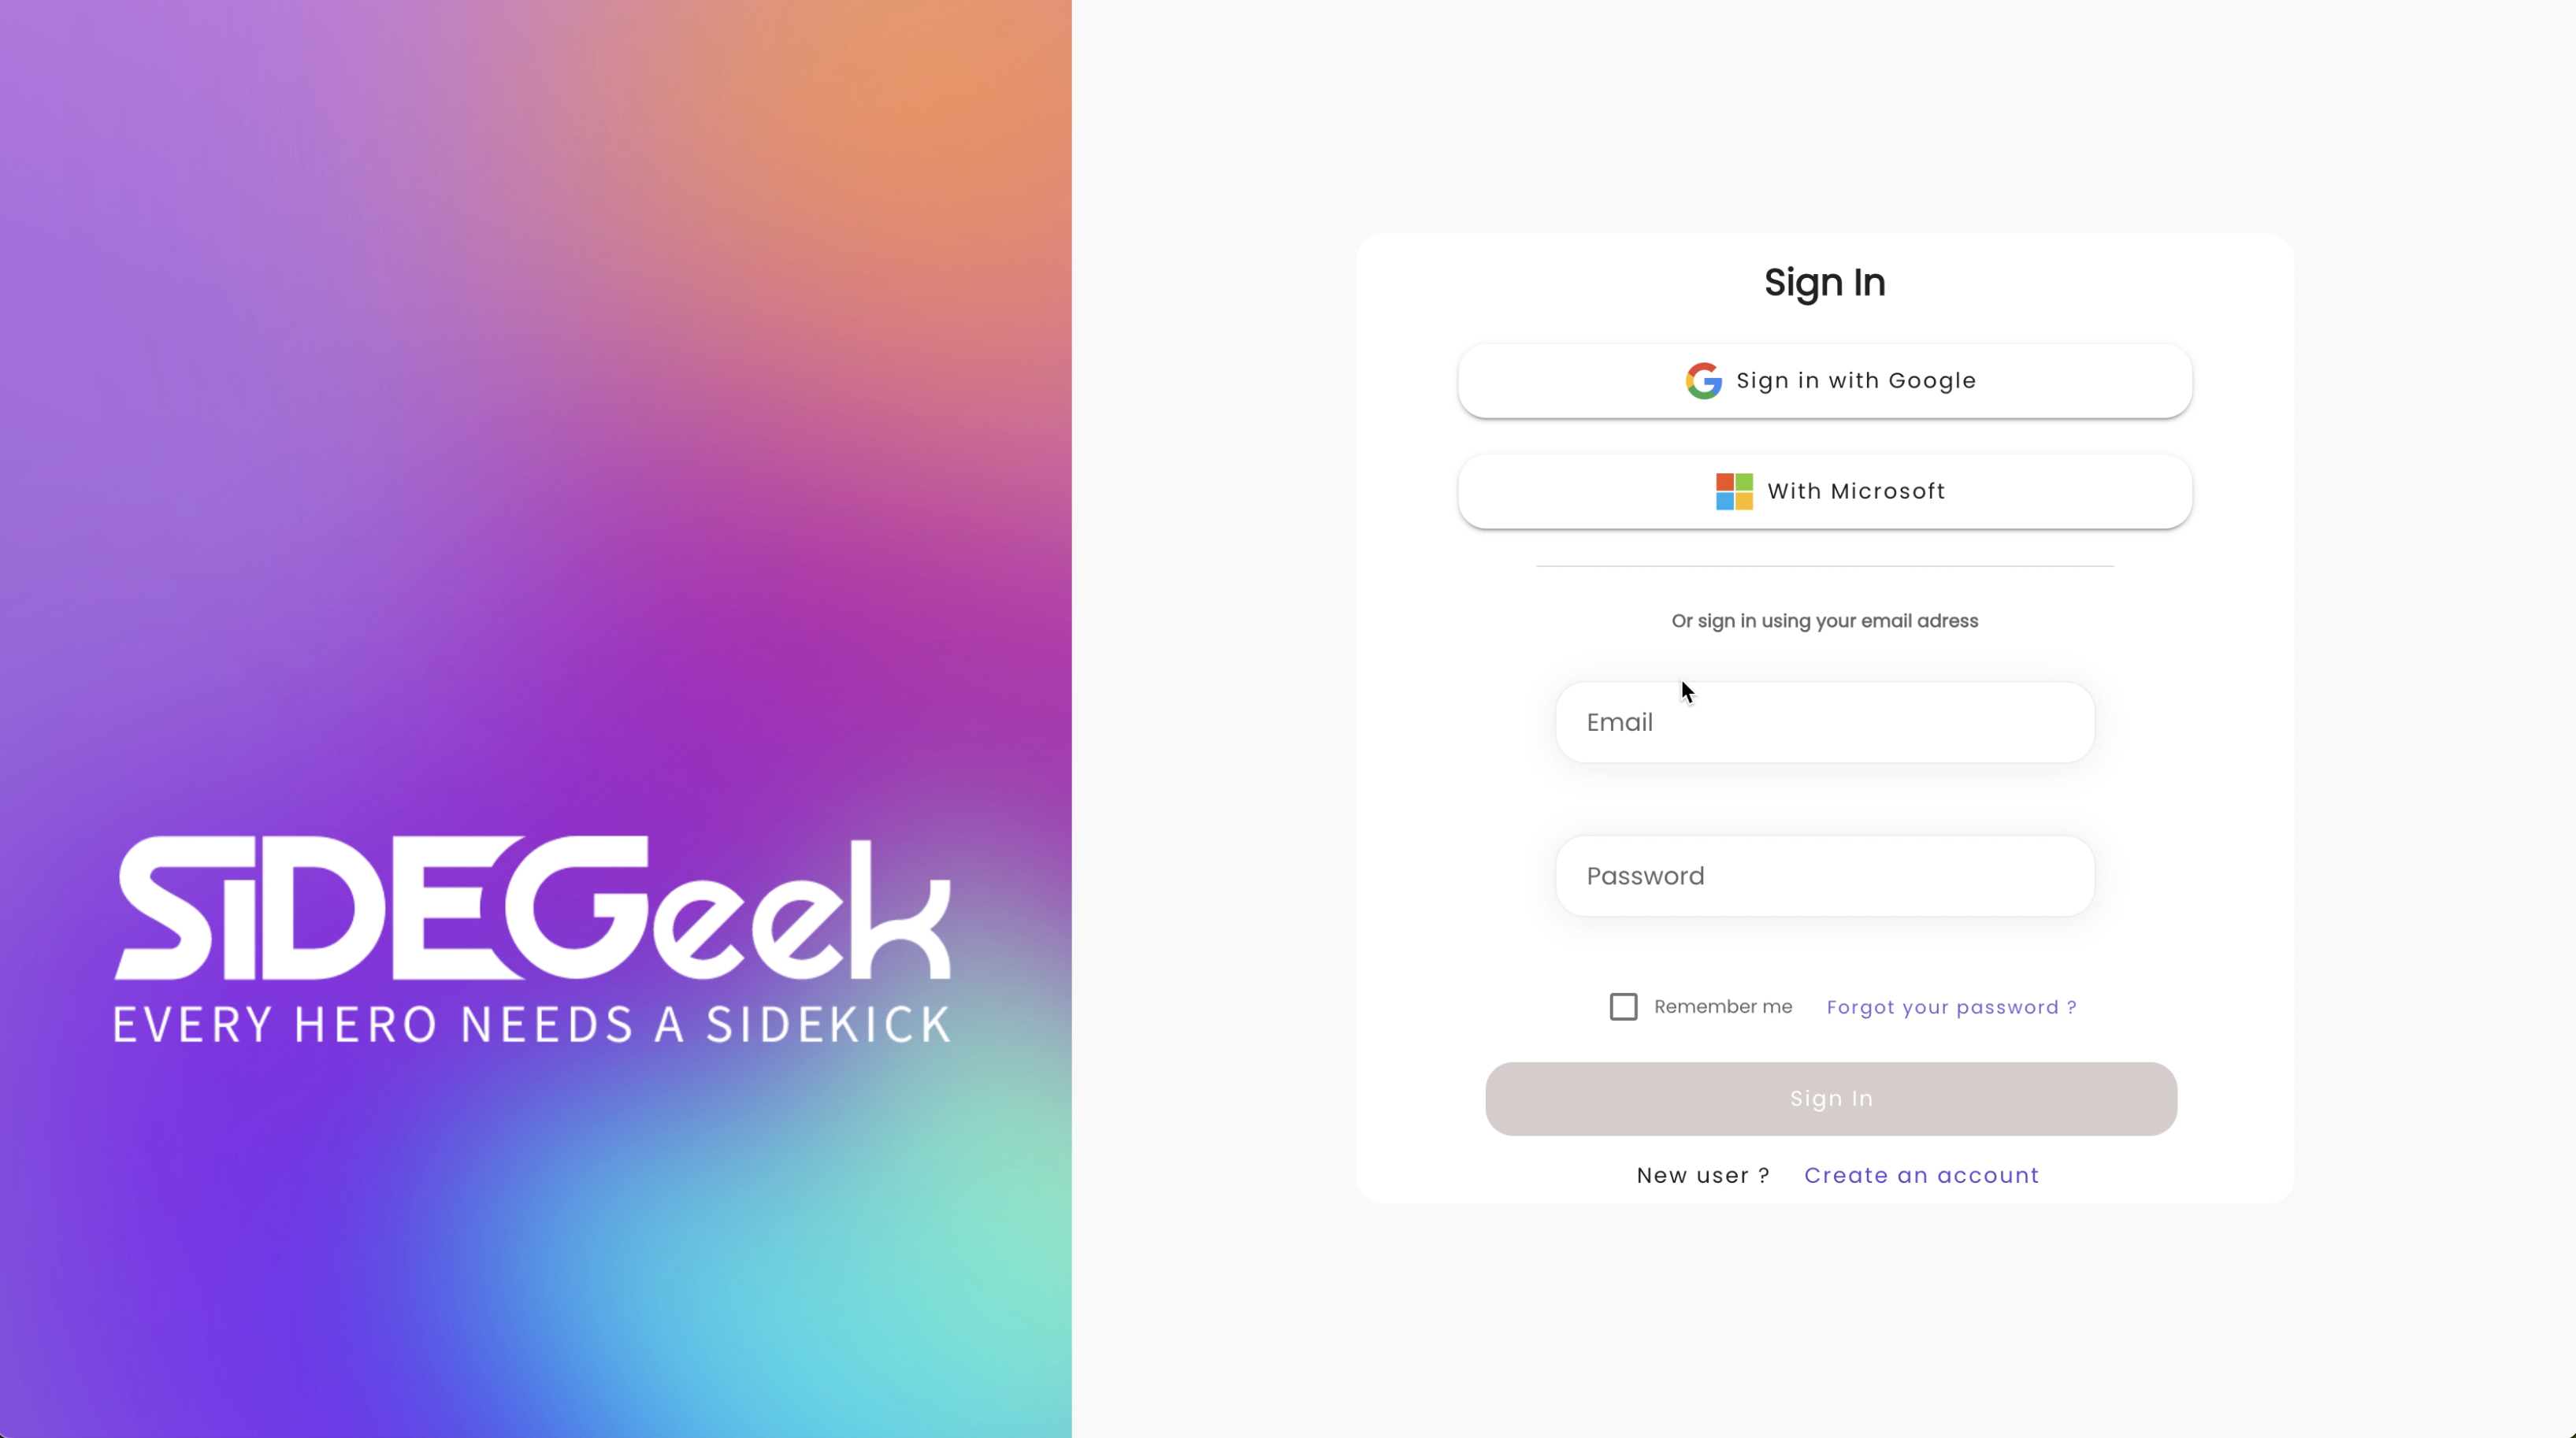 SiDEGeek
EVERY HERO NEEDS A SIDEKICK
Sign In
Sign in with Google
With Microsoft
Or sign in using your email adress
Email
Password
Remember me Forgot your password ?
Sign In
New user ? Create an account